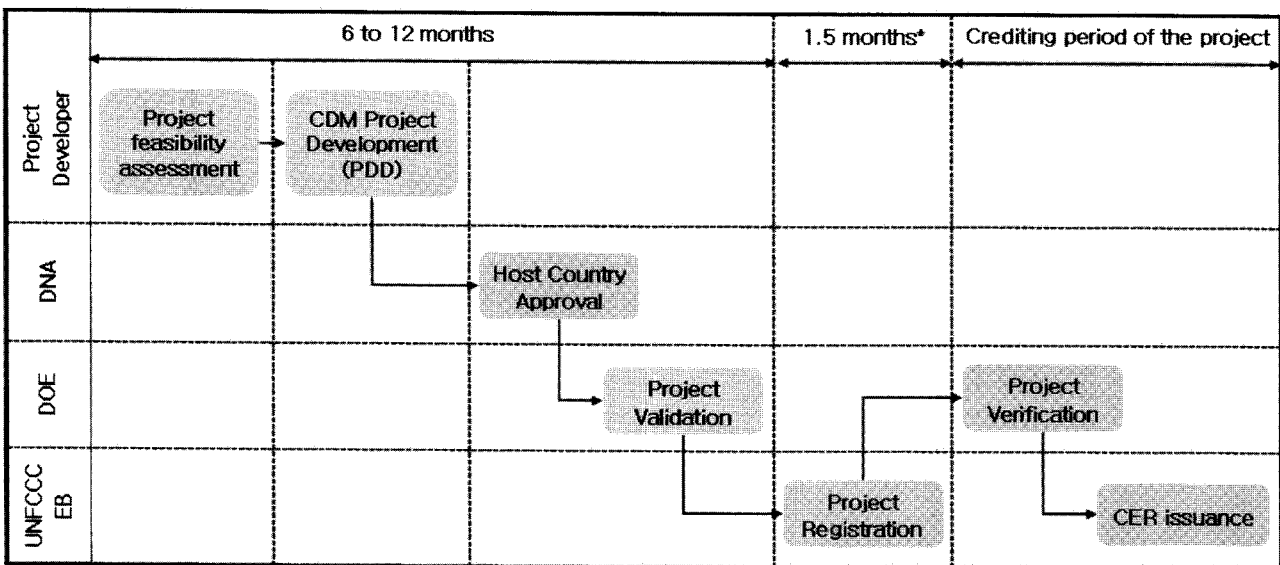 6 to 12 months
1.5 months*
Crediting period of the project
Project
Developer
Project
feasibility
assessment
CDM Project
Development
(PDD)
DNA
Host Country
Approval
DOE
Project
Validation
Project
Verification
UNFCCC
EB
Project
Registration
CER issuance